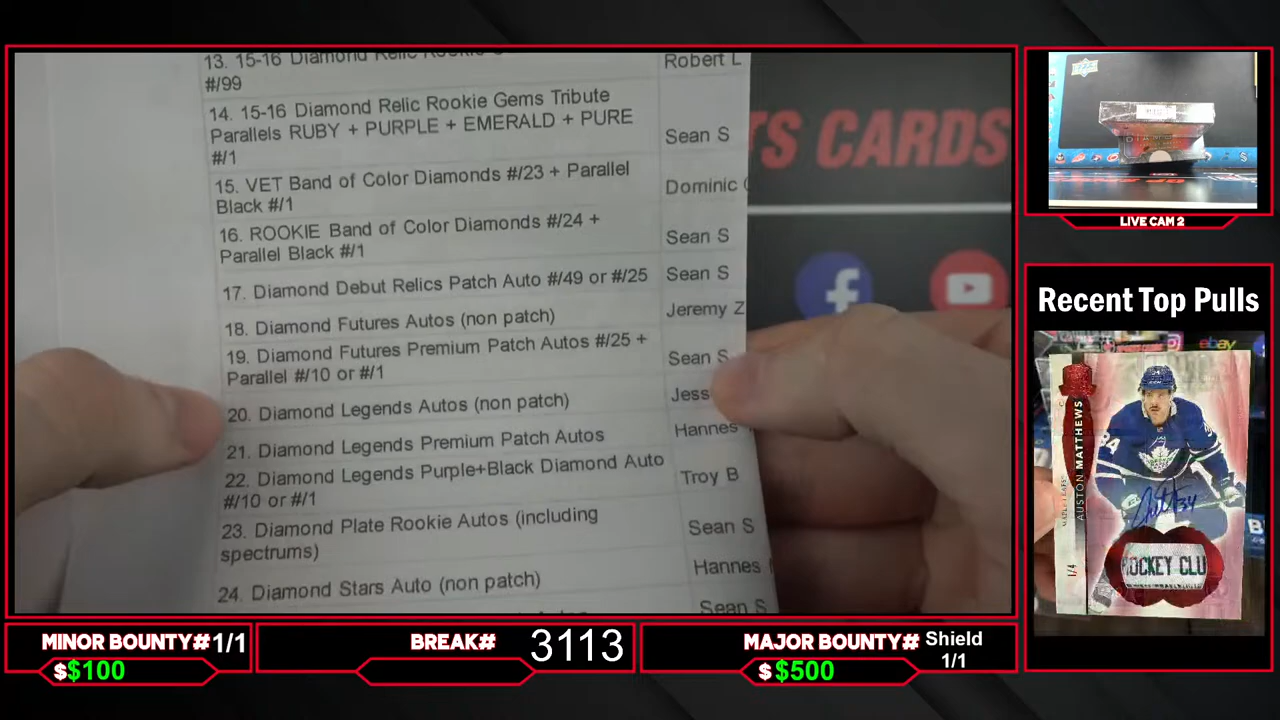 13. 15-16 Diamond Relic Rookie
#/99
Robert L
14. 15-16 Diamond Relic Rookie Gems Tribute
Parallels RUBY + PURPLE + EMERALD + PURE
#/1
Sean S
15. VET Band of Color Diamonds #/23 + Parallel
Black #/1
Dominic
16. ROOKIE Band of Color Diamonds #/24 +
Parallel Black #/1
Sean S
17. Diamond Debut Relics Patch Auto #/49 or #/25
Sean S
18. Diamond Futures Autos (non patch)
Jeremy Z
19. Diamond Futures Premium Patch Autos #/25 +
Parallel #/10 or #/1
Sean S
20. Diamond Legends Autos (non patch)
Jess
21. Diamond Legends Premium Patch Autos
Hannes
22. Diamond Legends Purple+Black Diamond Auto
#/10 or #/1
Troy B
23. Diamond Plate Rookie Autos (including
spectrums)
Sean S
24. Diamond Stars Auto (non patch)
Hannes
Sean S
TS CARDS
LIVE CAM 2
Recent Top Pulls
ebay
AUSTON MATTHEWS
HOCKEY CLU
1/4
MINOR BOUNTY# 1/1
$ $100
BREAK# 3113
MAJOR BOUNTY# Shield
1/1
$ $500